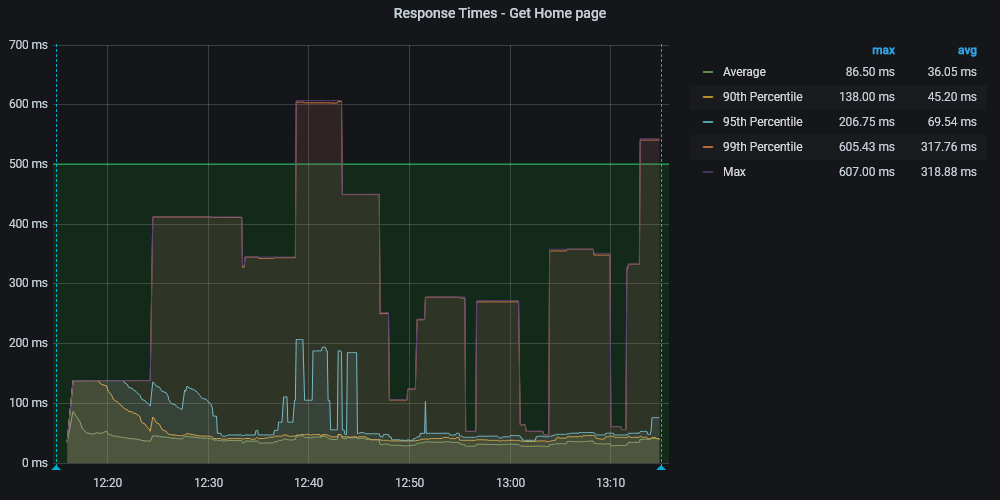 Response Times - Get Home page
max avg
Average 86.50 ms 36.05 ms
90th Percentile 138.00 ms 45.20 ms
95th Percentile 206.75 ms 69.54 ms
99th Percentile 605.43 ms 317.76 ms
Max 607.00 ms 318.88 ms
700 ms
600 ms
500 ms
400 ms
300 ms
200 ms
100 ms
0 ms
12:20 12:30 12:40 12:50 13:00 13:10